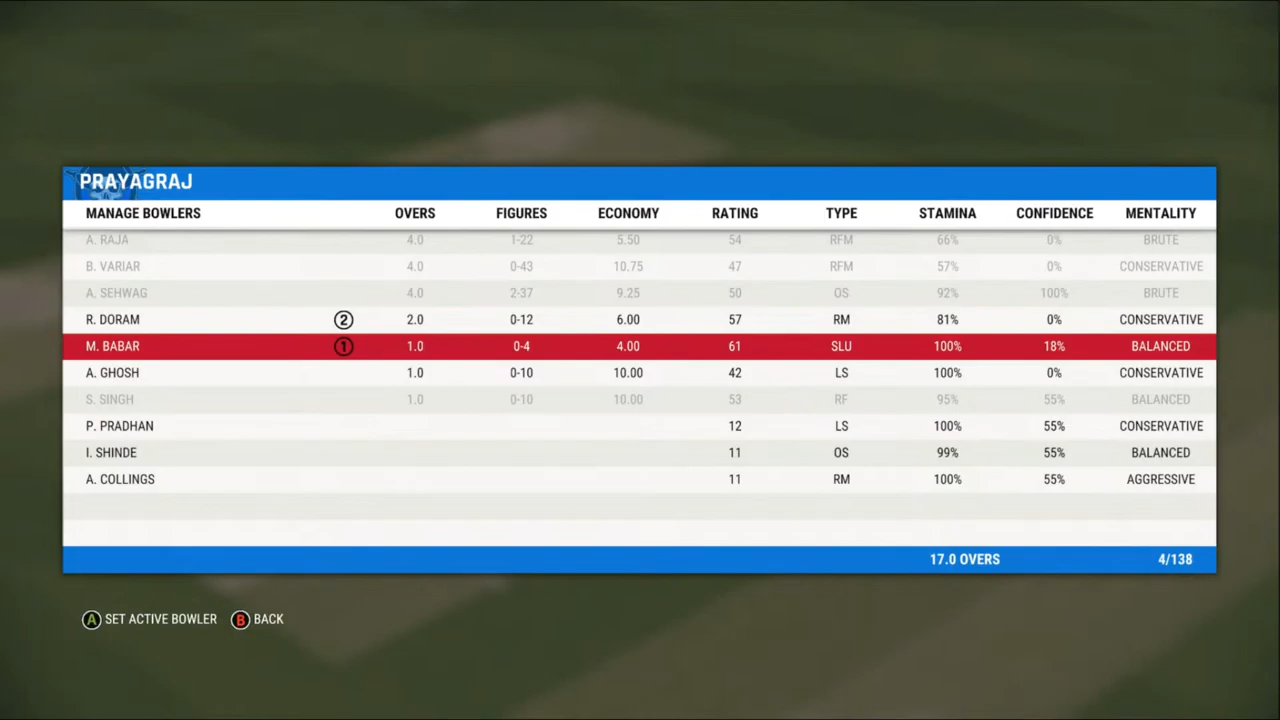 PRAYAGRAJ
MANAGE BOWLERS OVERS FIGURES ECONOMY RATING TYPE STAMINA CONFIDENCE MENTALITY
A. RAJA 4.0 1-22 5.50 54 RFM 66% 0% BRUTE
B. VARIAR 4.0 0-43 10.75 47 RFM 57% 0% CONSERVATIVE
A. SEHWAG 4.0 2-37 9.25 50 OS 92% 100% BRUTE
R. DORAM 2 2.0 0-12 6.00 57 RM 81% 0% CONSERVATIVE
M. BABAR 1 1.0 0-4 4.00 61 SLU 100% 18% BALANCED
A. GHOSH 1.0 0-10 10.00 42 LS 100% 0% CONSERVATIVE
S. SINGH 1.0 0-10 10.00 53 RF 95% 55% BALANCED
P. PRADHAN 12 LS 100% 55% CONSERVATIVE
I. SHINDE 11 OS 99% 55% BALANCED
A. COLLINGS 11 RM 100% 55% AGGRESSIVE
17.0 OVERS 4/138
A SET ACTIVE BOWLER B BACK